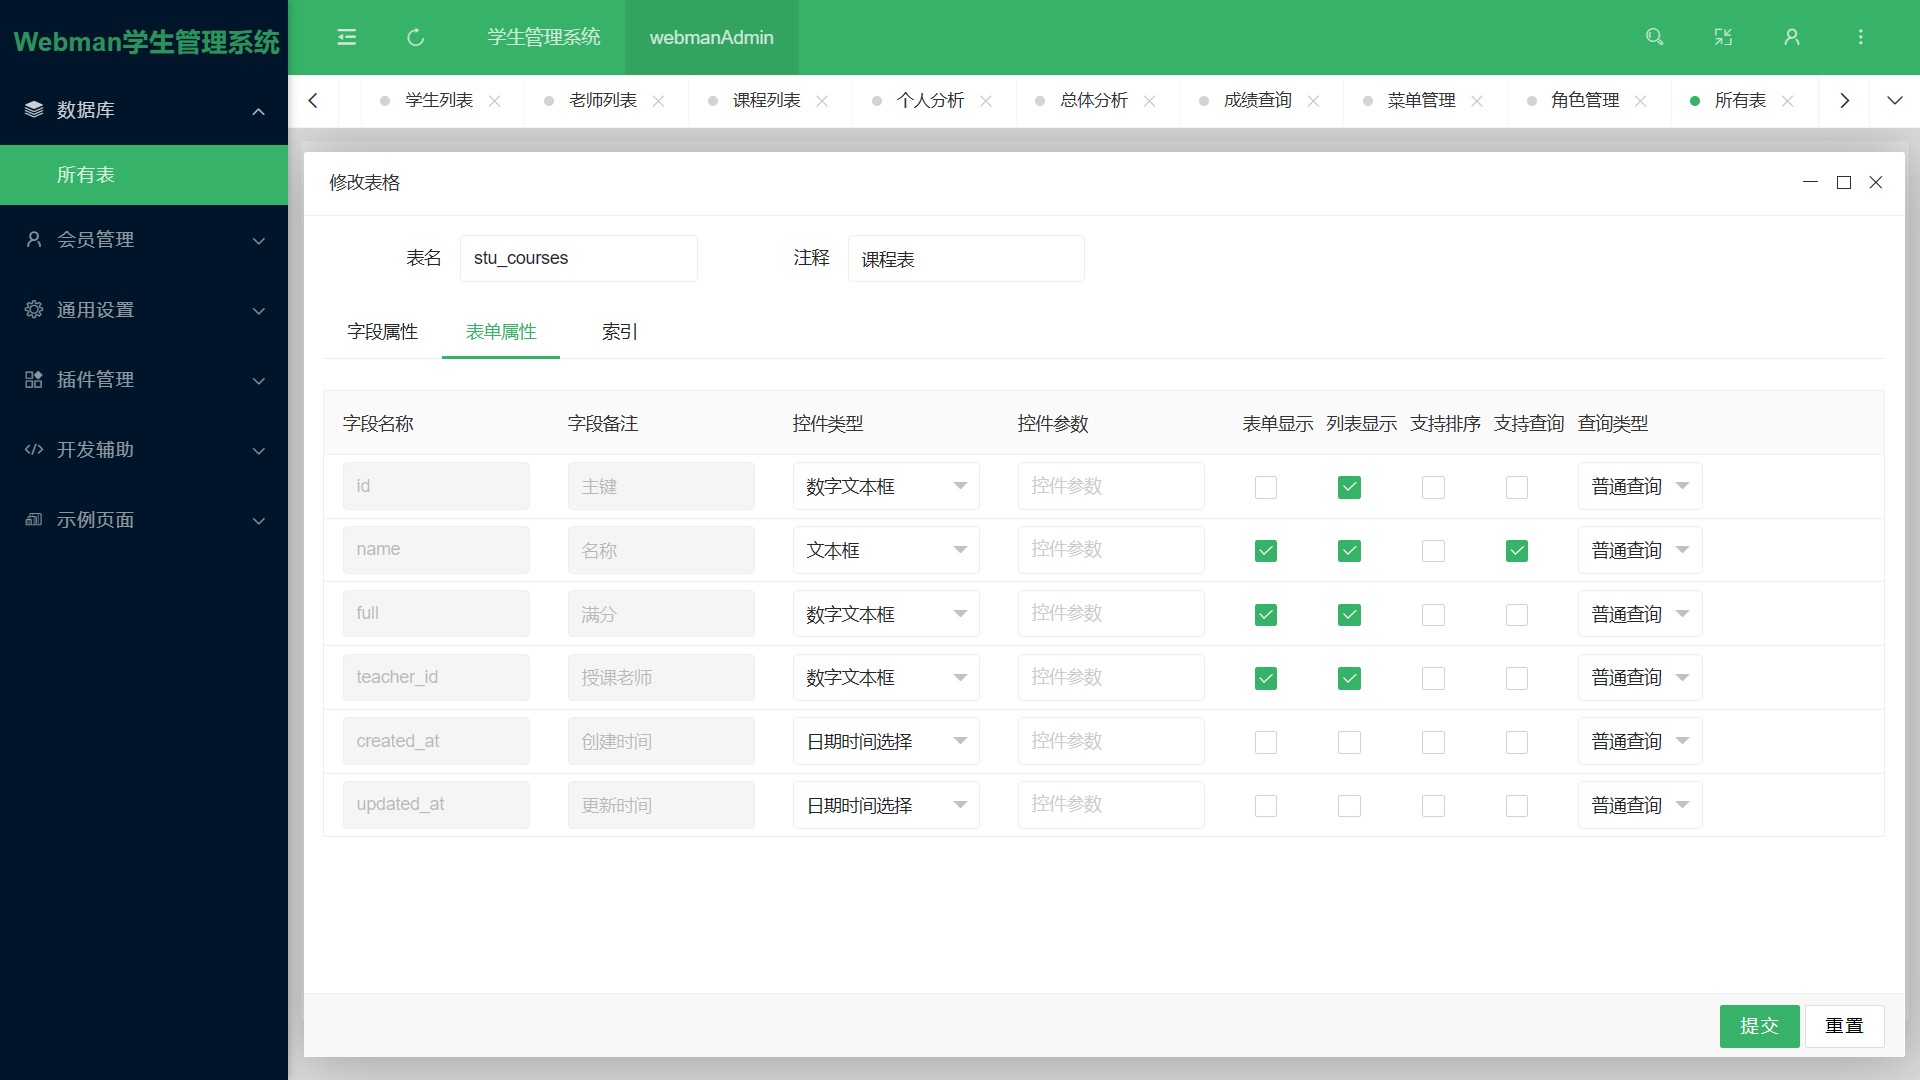 Webman学生管理系统
学生管理系统
webmanAdmin
数据库
所有表
会员管理
通用设置
插件管理
开发辅助
示例页面
学生列表
老师列表
课程列表
个人分析
总体分析
成绩查询
菜单管理
角色管理
所有表
修改表格
表名 stu_courses 注释 课程表
字段属性 表单属性 索引
字段名称 字段备注 控件类型 控件参数 表单显示 列表显示 支持排序 支持查询 查询类型
id 主键 数字文本框 控件参数 普通查询
name 名称 文本框 控件参数 普通查询
full 满分 数字文本框 控件参数 普通查询
teacher_id 授课老师 数字文本框 控件参数 普通查询
created_at 创建时间 日期时间选择 控件参数 普通查询
updated_at 更新时间 日期时间选择 控件参数 普通查询
提交 重置